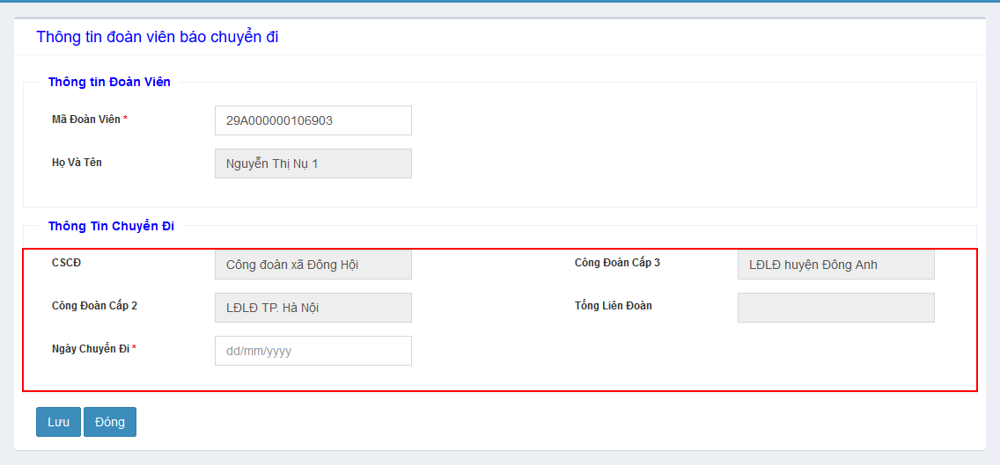 Thông tin đoàn viên báo chuyển đi
Thông tin Đoàn Viên
Mã Đoàn Viên * 29A000000106903
Họ Và Tên Nguyễn Thị Nụ 1
Thông Tin Chuyển Đi
CSCĐ Công đoàn xã Đông Hội Công Đoàn Cấp 3 LĐLĐ huyện Đông Anh
Công Đoàn Cấp 2 LĐLĐ TP. Hà Nội Tổng Liên Đoàn
Ngày Chuyển Đi * dd/mm/yyyy
Lưu Đóng